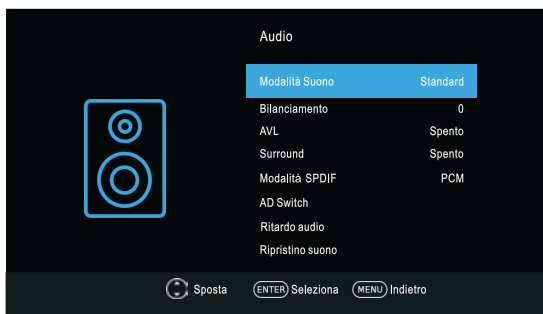 Audio
Modalità Suono Standard
Bilanciamento 0
AVL Spento
Surround Spento
Modalità SPDIF PCM
AD Switch
Ritardo audio
Ripristino suono
Sposta ENTER Seleziona MENU Indietro